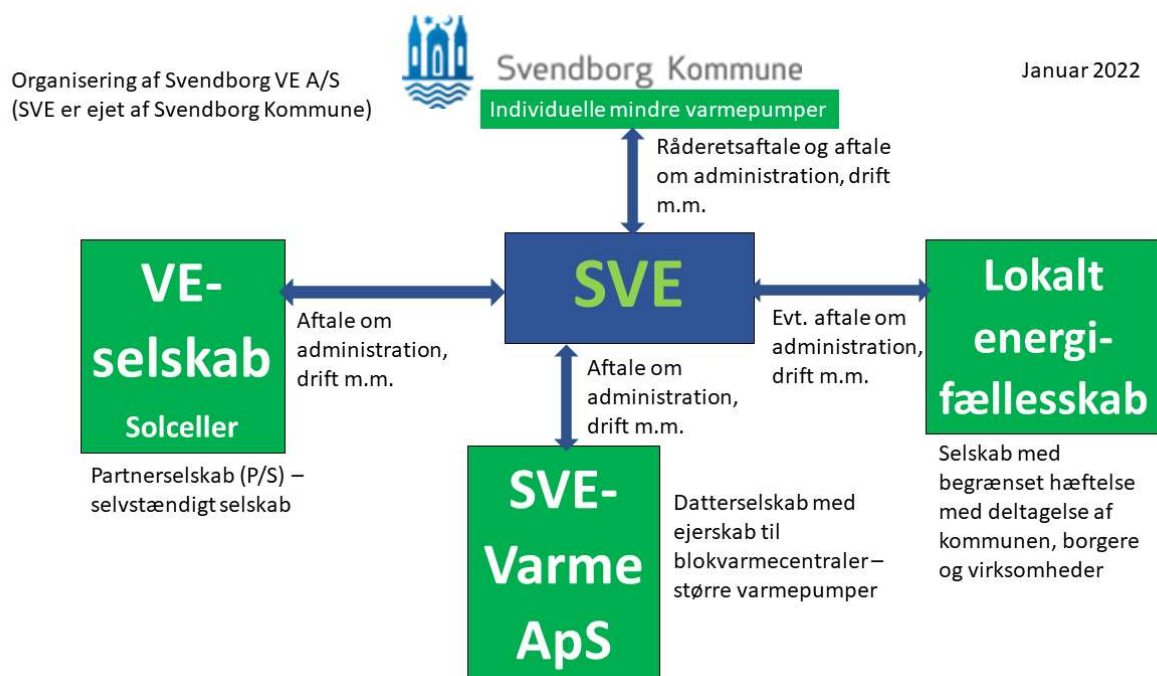 Organisering af Svendborg VE A/S
(SVE er ejet af Svendborg Kommune)
Svendborg Kommune
Januar 2022
Individuelle mindre varmepumper
Råderetsaftale og aftale
om administration, drift
m.m.
VE-
selskab
Solceller
Aftale om
administration,
drift m.m.
SVE
Evt. aftale om
administration,
drift m.m.
Lokalt
energi-
fællesskab
Partnerselskab (P/S) –
selvstændigt selskab
Aftale om
administration,
drift m.m.
SVE-
Varme
ApS
Datterselskab med
ejerskab til
blokvarmecentraler –
større varmepumper
Selskab med
begrænset hæftelse
med deltagelse af
kommunen, borgere
og virksomheder